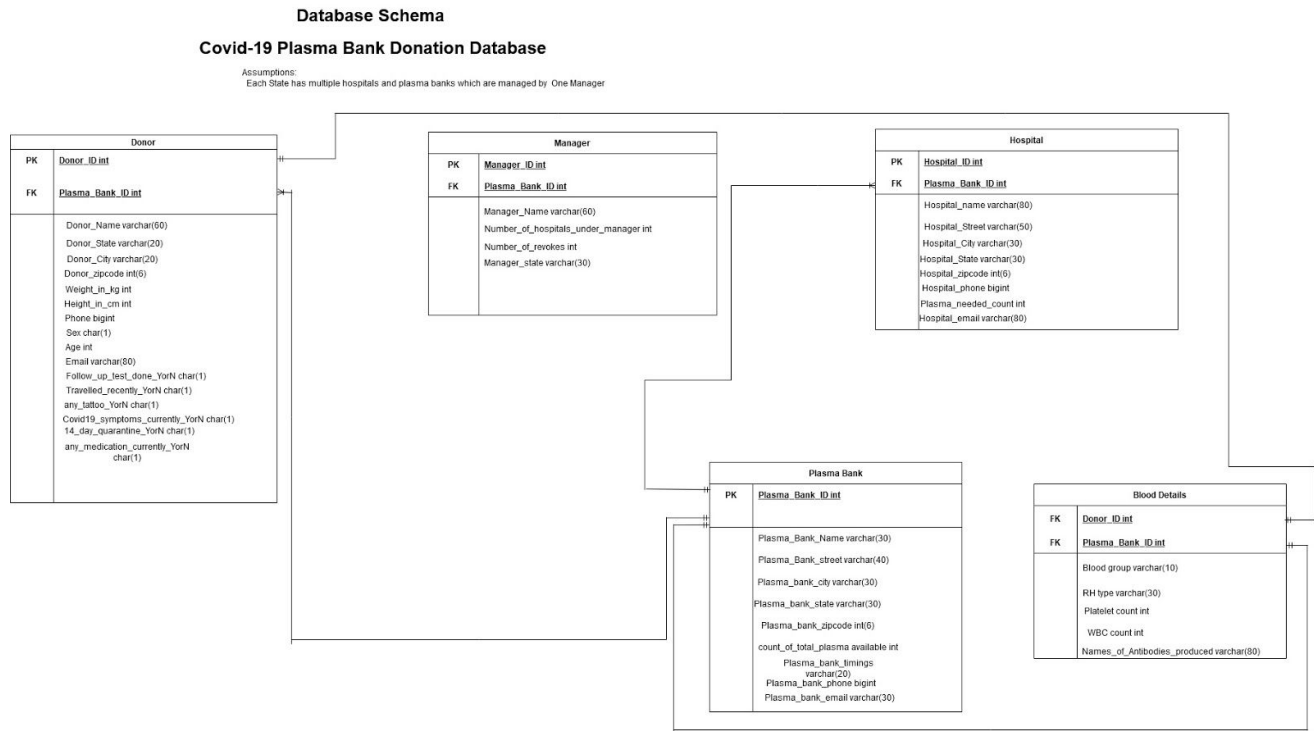 Database Schema
Covid-19 Plasma Bank Donation Database
Assumptions:
Each State has multiple hospitals and plasma banks which are managed by One Manager
Donor
PK Donor_ID int
FK Plasma_Bank_ID int
Donor_Name varchar(60)
Donor_State varchar(20)
Donor_City varchar(20)
Donor_zipcode int(6)
Weight_in_kg int
Height_in_cm int
Phone bigint
Sex char(1)
Age int
Email varchar(80)
Follow_up_test_done_YorN char(1)
Travelled_recently_YorN char(1)
any_tattoo_YorN char(1)
Covid19_symptoms_currently_YorN char(1)
14_day_quarantine_YorN char(1)
any_medication_currently_YorN
char(1)
Manager
PK Manager_ID int
FK Plasma_Bank_ID int
Manager_Name varchar(60)
Number_of_hospitals_under_manager int
Number_of_revokes int
Manager_state varchar(30)
Hospital
PK Hospital_ID int
FK Plasma_Bank_ID int
Hospital_name varchar(80)
Hospital_Street varchar(50)
Hospital_City varchar(30)
Hospital_State varchar(30)
Hospital_zipcode int(6)
Hospital_phone bigint
Plasma_needed_count int
Hospital_email varchar(80)
Plasma Bank
PK Plasma_Bank_ID int
Plasma_Bank_Name varchar(30)
Plasma_Bank_street varchar(40)
Plasma_bank_city varchar(30)
Plasma_bank_state varchar(30)
Plasma_bank_zipcode int(6)
count_of_total_plasma available int
Plasma_bank_timings
varchar(20)
Plasma_bank_phone bigint
Plasma_bank_email varchar(30)
Blood Details
FK Donor_ID int
FK Plasma_Bank_ID int
Blood group varchar(10)
RH type varchar(30)
Platelet count int
WBC count int
Names_of_Antibodies_produced varchar(80)